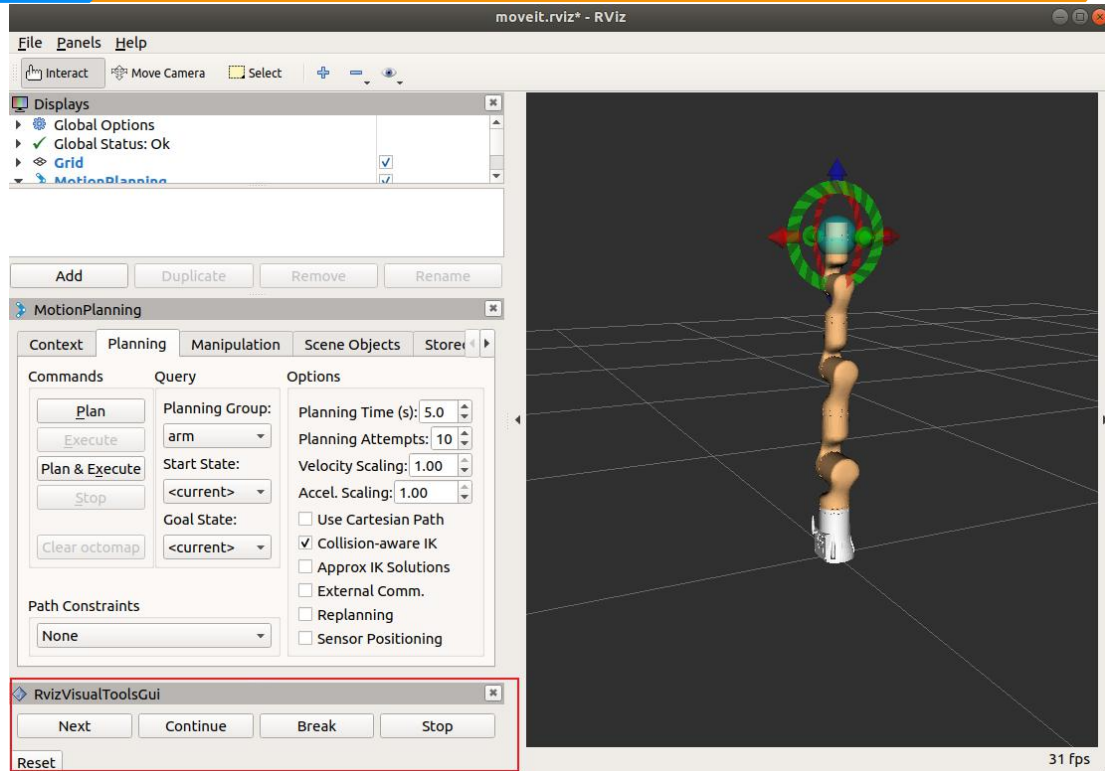 moveit.rviz* - RViz
File Panels Help
Interact Move Camera Select
Displays
Global Options
Global Status: Ok
Grid
MotionPlanning
Add Duplicate Remove Rename
MotionPlanning
Context Planning Manipulation Scene Objects Store
Commands Query Options
Plan
Execute
Plan & Execute
Stop
Clear octomap
Planning Group:
arm
Start State:
<current>
Goal State:
<current>
Planning Time (s): 5.0
Planning Attempts: 10
Velocity Scaling: 1.00
Accel. Scaling: 1.00
Use Cartesian Path
Collision-aware IK
Approx IK Solutions
External Comm.
Replanning
Sensor Positioning
Path Constraints
None
RvizVisualToolsGui
Next Continue Break Stop
Reset
31 fps